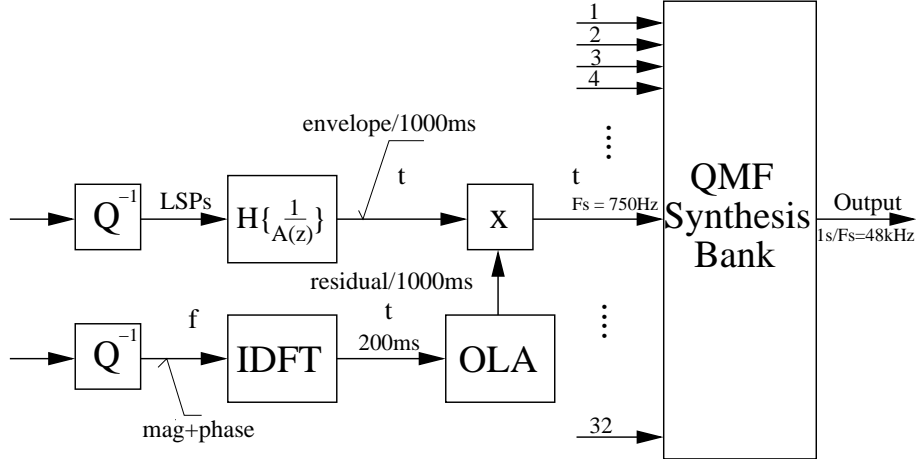 1
2
3
4
envelope/1000ms
t
t
Q⁻¹
LSPs
H{1/A(z)}
x
Fs = 750Hz
QMF
Synthesis
Bank
Output
1s/Fs=48kHz
residual/1000ms
f
t
Q⁻¹
IDFT
200ms
OLA
mag+phase
32